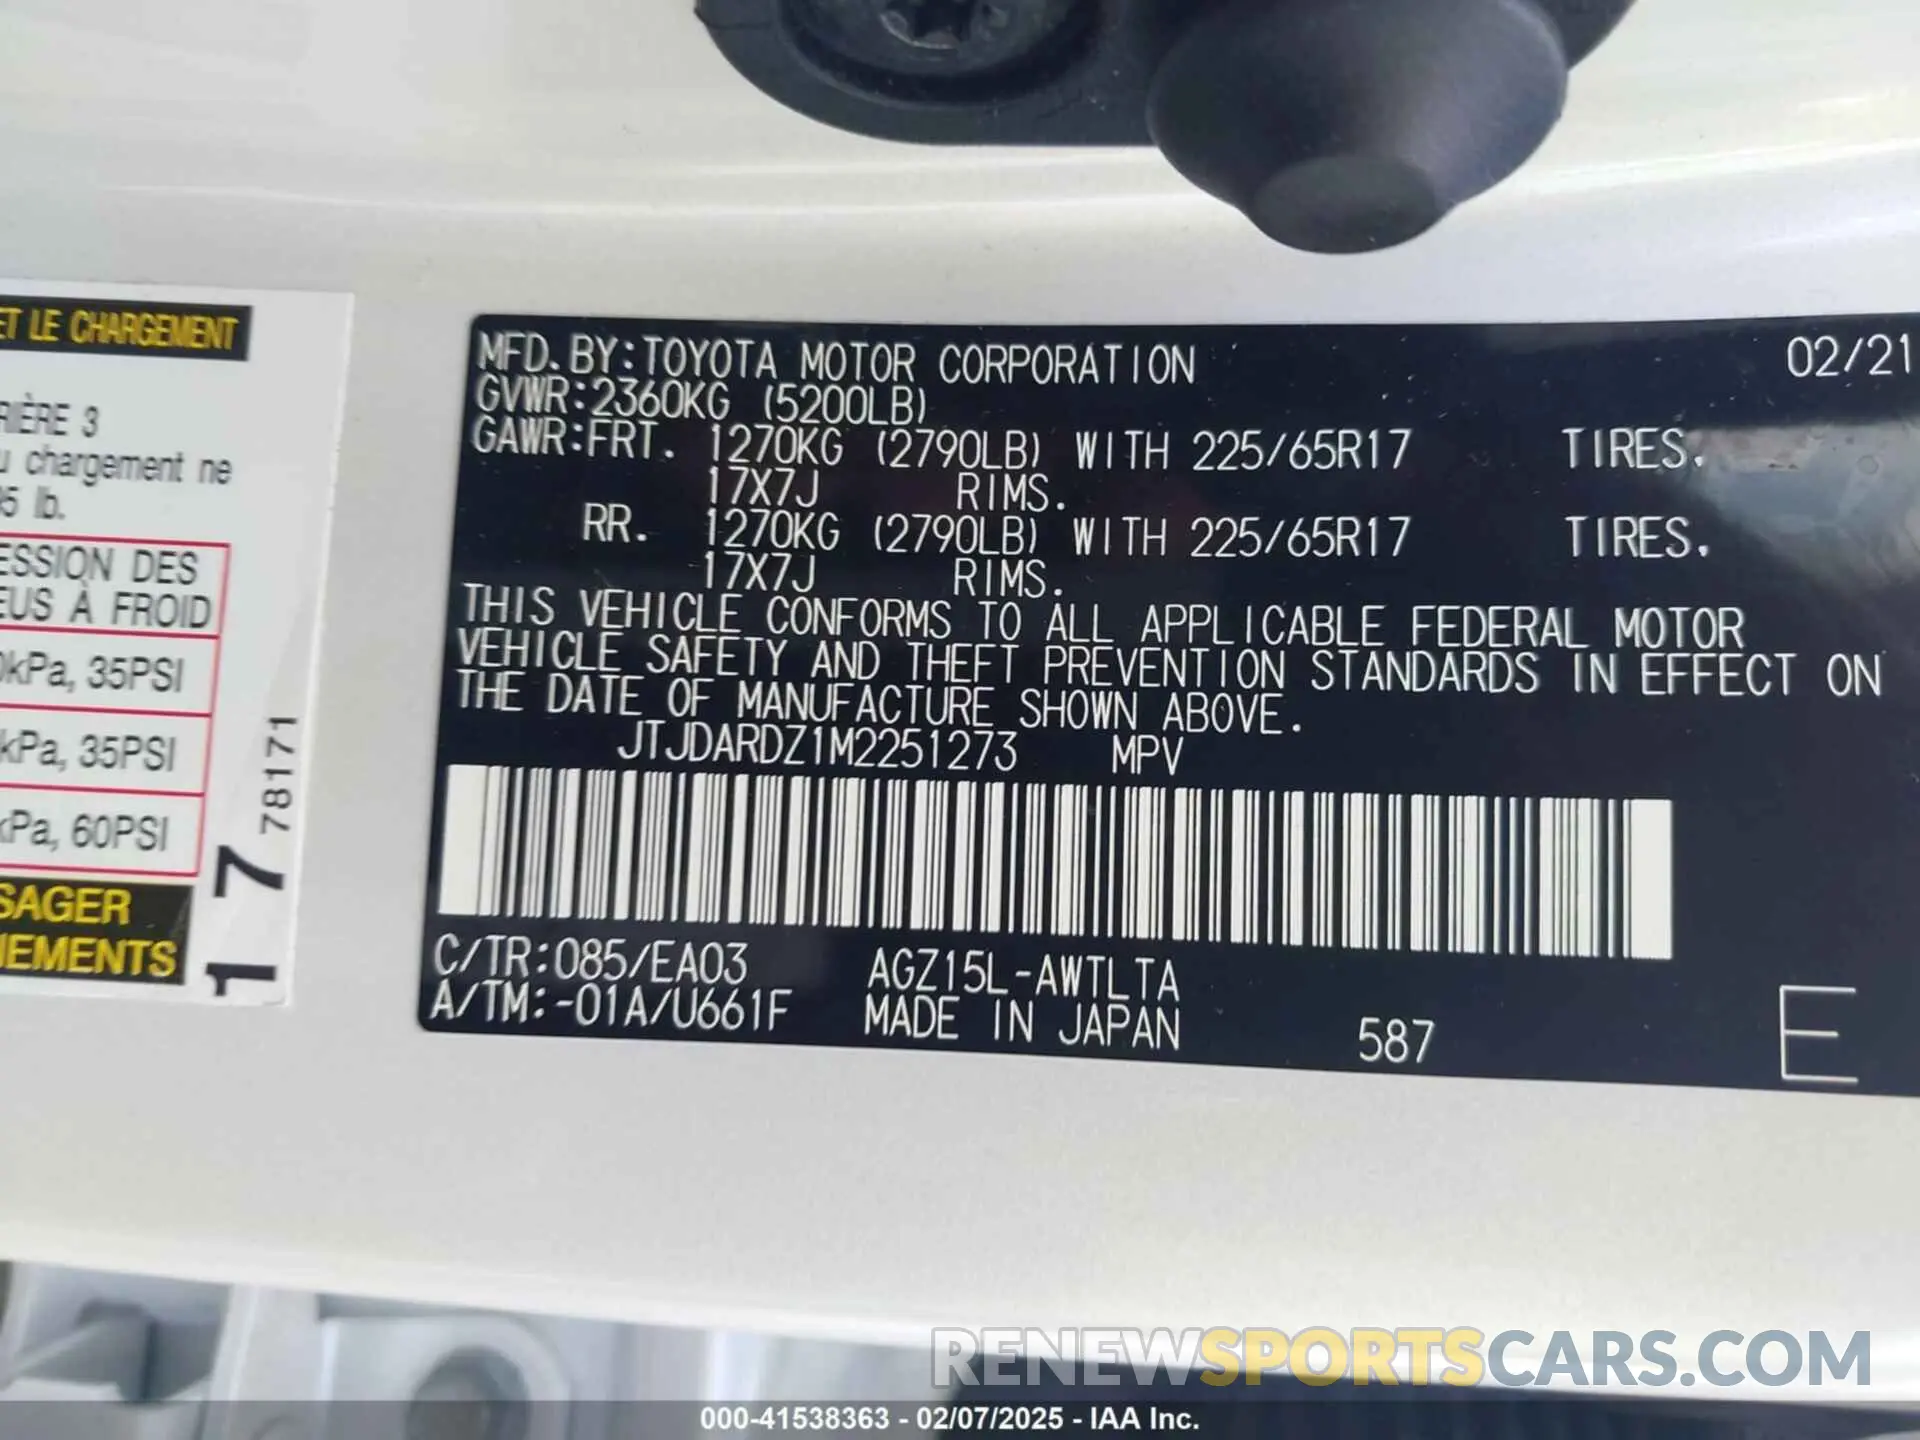 ET LE CHARGEMENT
RIÈRE 3
u chargement ne
35 lb.
ESSION DES
EUS À FROID
0kPa, 35PSI
kPa, 35PSI
kPa, 60PSI
SAGER
NEMENTS
17 78171
MFD. BY:TOYOTA MOTOR CORPORATION 02/21
GVWR:2360KG (5200LB)
GAWR:FRT. 1270KG (2790LB) WITH 225/65R17 TIRES.
17X7J RIMS.
RR. 1270KG (2790LB) WITH 225/65R17 TIRES.
17X7J RIMS.
THIS VEHICLE CONFORMS TO ALL APPLICABLE FEDERAL MOTOR
VEHICLE SAFETY AND THEFT PREVENTION STANDARDS IN EFFECT ON
THE DATE OF MANUFACTURE SHOWN ABOVE.
JTJDARDZ1M2251273 MPV
C/TR:085/EA03 AGZ15L-AWTLTA
A/TM:-01A/U661F MADE IN JAPAN 587 E
RENEWSPORTSCARS.COM
000-41538363 - 02/07/2025 - IAA Inc.